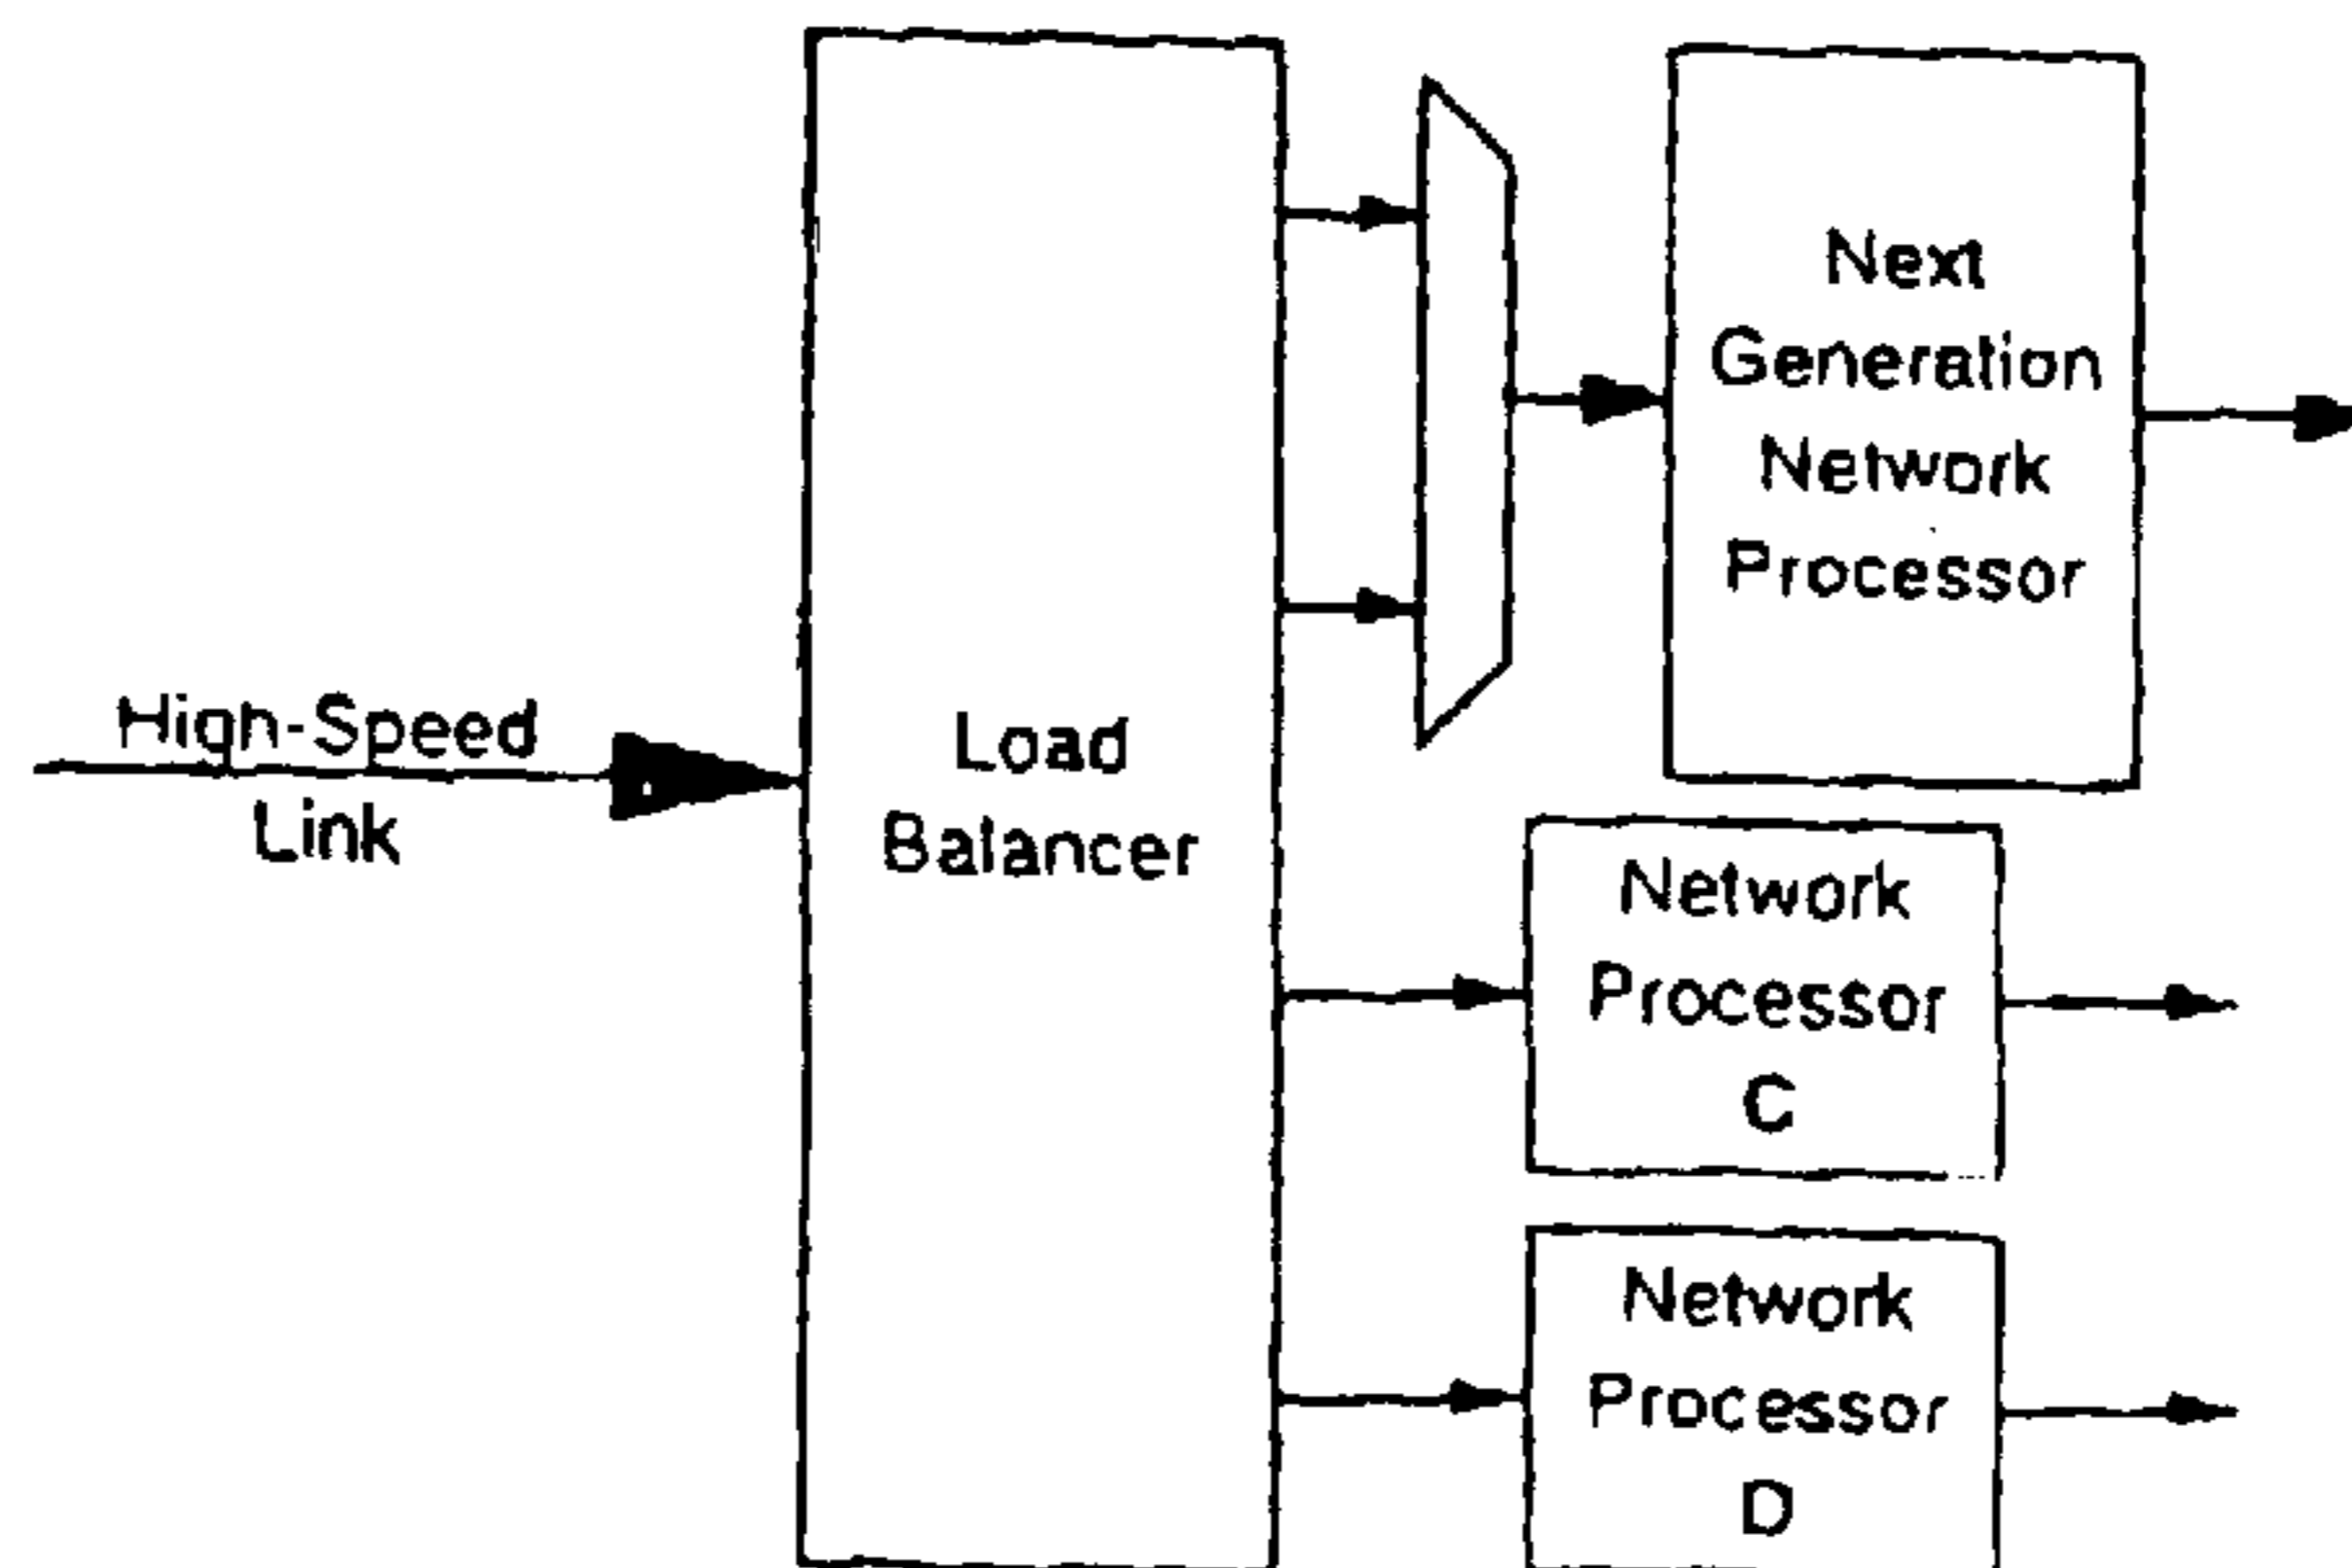 High-Speed
Link
Load
Balancer
Next
Generation
Network
Processor
Network
Processor
C
Network
Processor
D